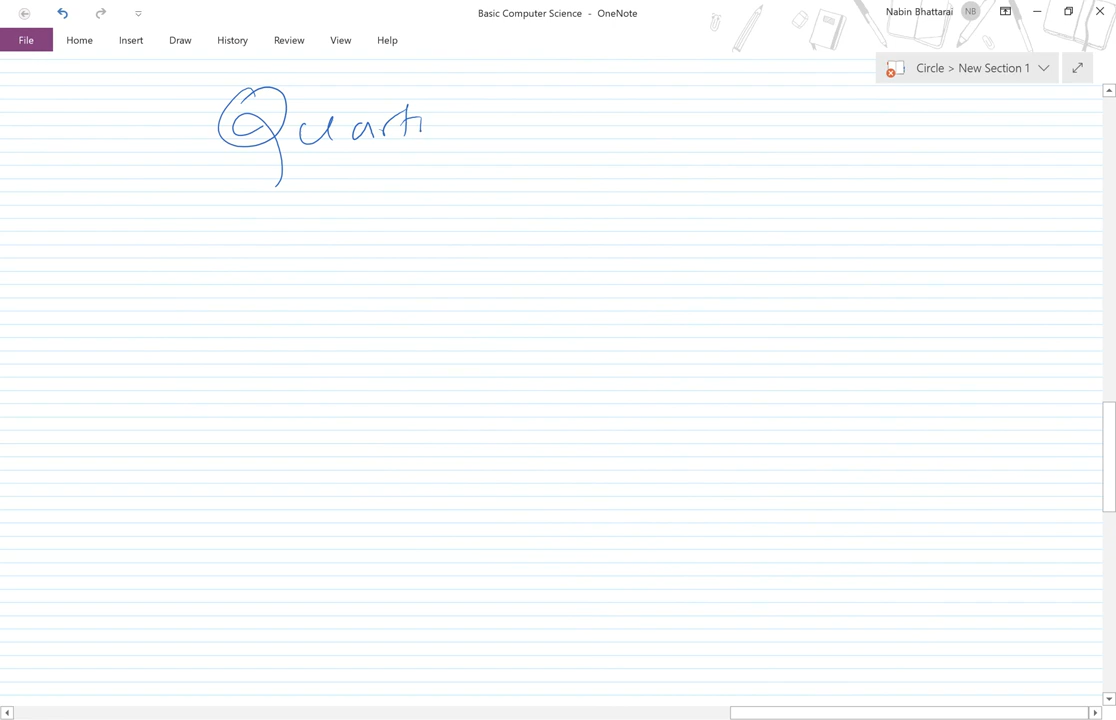 Basic Computer Science - OneNote
Nabin Bhattarai NB
File Home Insert Draw History Review View Help
Circle > New Section 1
Quart